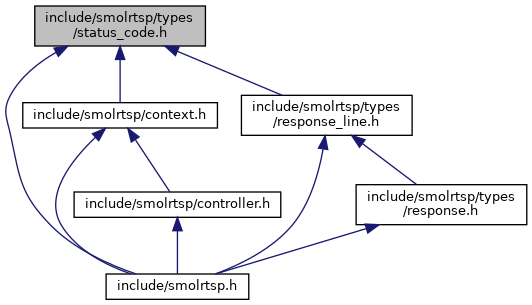 include/smolrtsp/types
/status_code.h
include/smolrtsp/context.h
include/smolrtsp/types
/response_line.h
include/smolrtsp/controller.h
include/smolrtsp/types
/response.h
include/smolrtsp.h